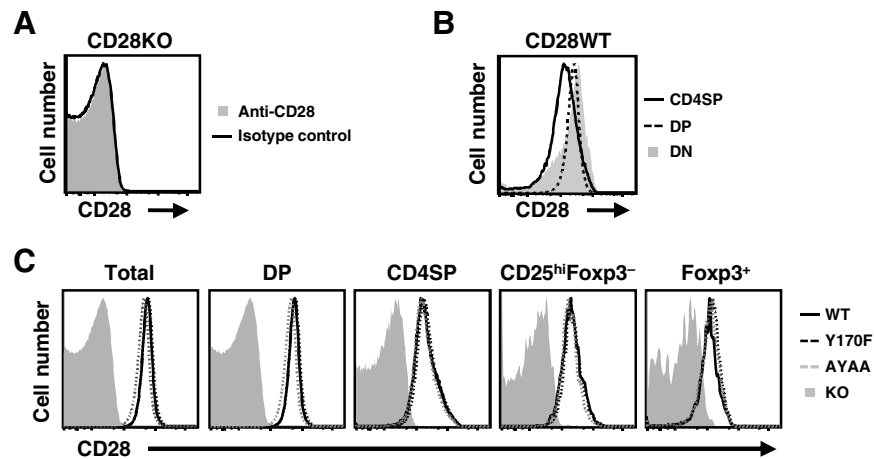 A
CD28KO
Cell number
CD28
Anti-CD28
Isotype control
B
CD28WT
Cell number
CD28
CD4SP
DP
DN
C
Total
DP
CD4SP
CD25ʰⁱFoxp3⁻
Foxp3⁺
Cell number
CD28
WT
Y170F
AYAA
KO